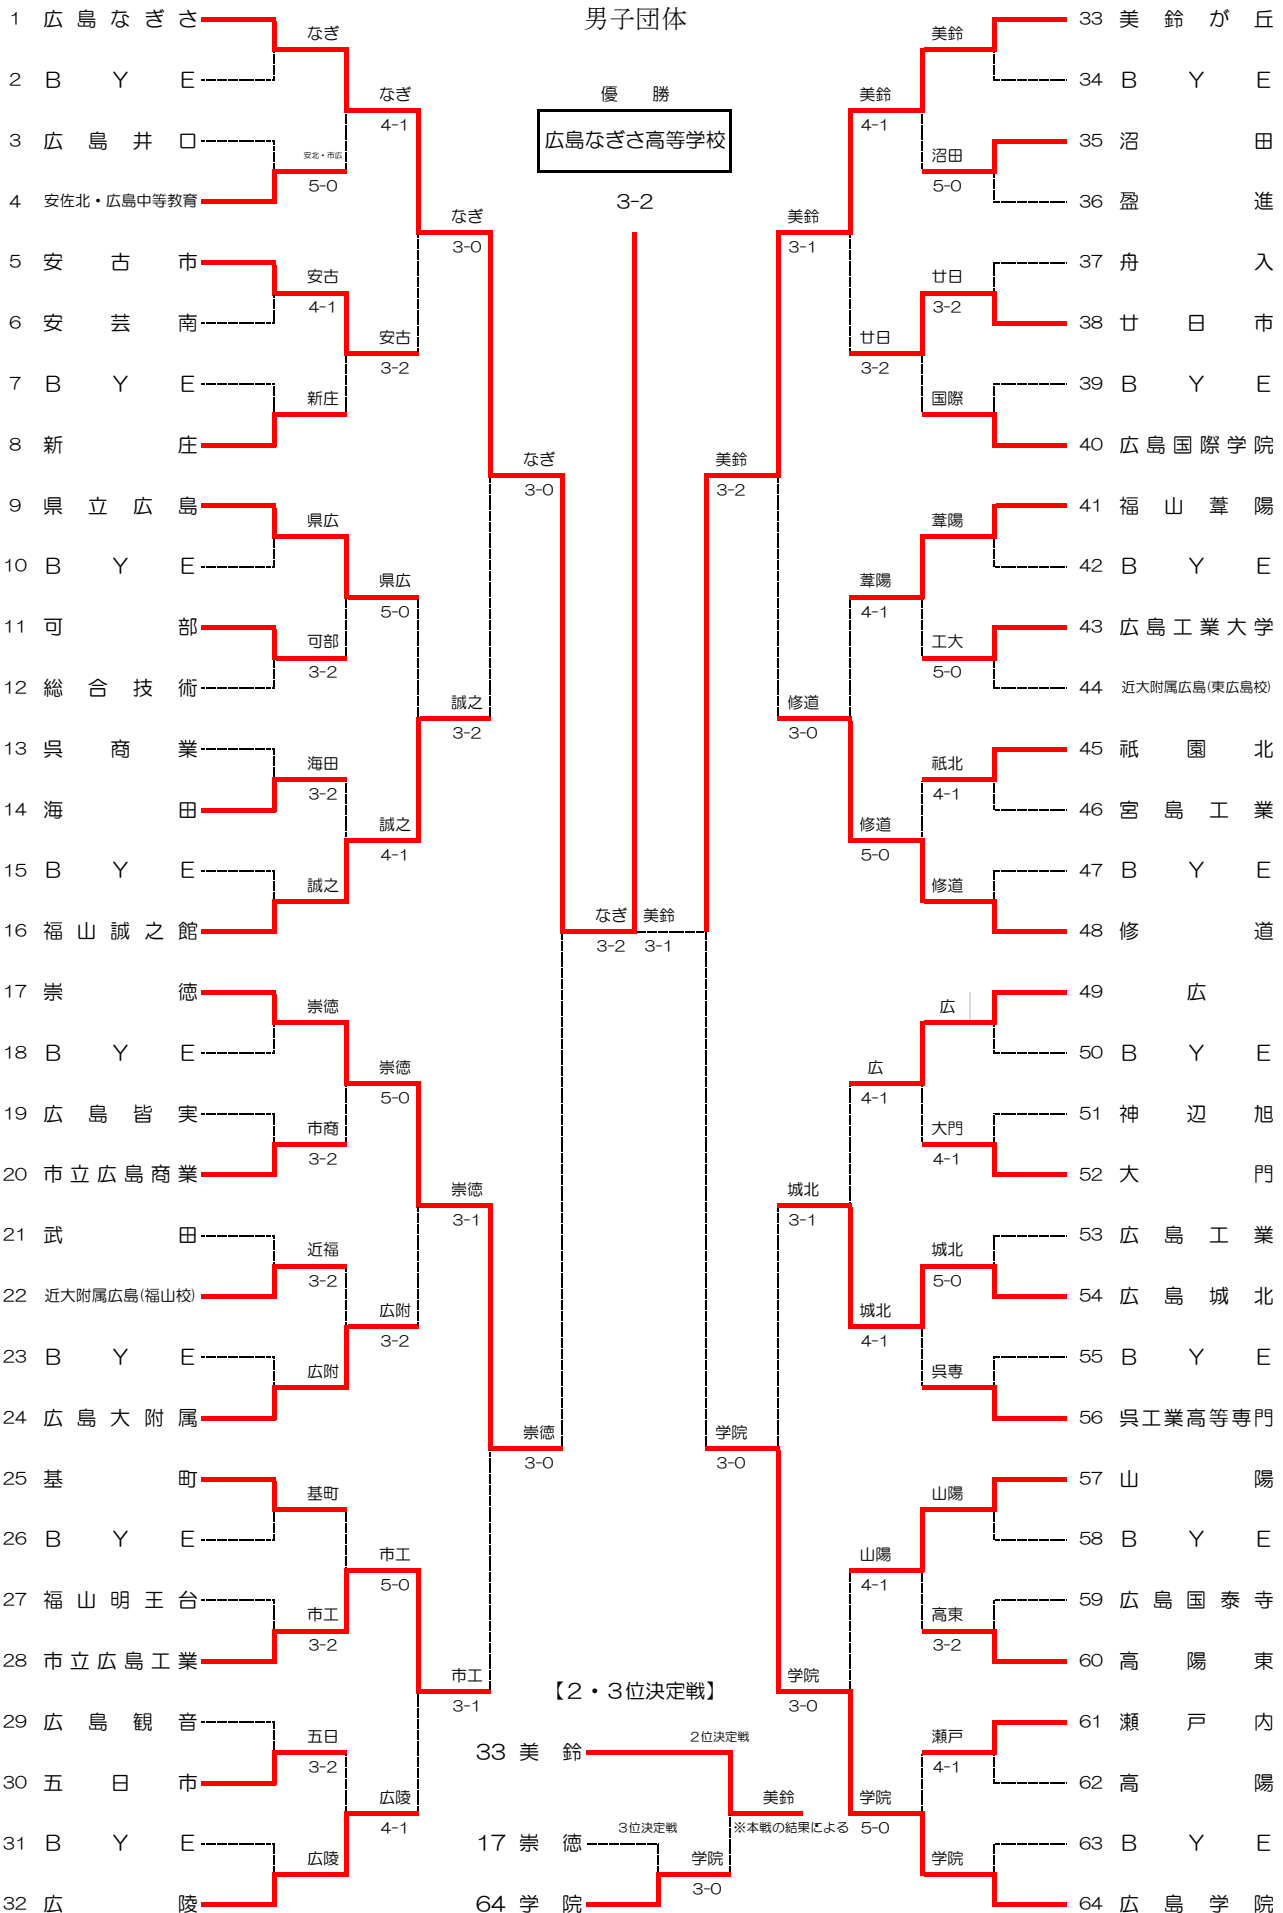 男子団体
優　勝
広島なぎさ高等学校
3-2
1 広島なぎさ
2 ＢＹＥ
3 広島井口
4 安佐北・広島中等教育
5 安古市
6 安芸南
7 ＢＹＥ
8 新庄
9 県立広島
10 ＢＹＥ
11 可部
12 総合技術
13 呉商業
14 海田
15 ＢＹＥ
16 福山誠之館
17 崇徳
18 ＢＹＥ
19 広島皆実
20 市立広島商業
21 武田
22 近大附属広島(福山校)
23 ＢＹＥ
24 広島大附属
25 基町
26 ＢＹＥ
27 福山明王台
28 市立広島工業
29 広島観音
30 五日市
31 ＢＹＥ
32 広陵
なぎ
安北・市広
5-0
安古
4-1
新庄
県広
可部
3-2
海田
3-2
誠之
崇徳
市商
3-2
近福
3-2
広附
基町
市工
3-2
五日
3-2
広陵
なぎ
4-1
安古
3-2
県広
5-0
誠之
4-1
崇徳
5-0
広附
3-2
市工
5-0
広陵
4-1
なぎ
3-0
誠之
3-2
崇徳
3-1
市工
3-1
なぎ
3-0
崇徳
3-0
なぎ
3-2
美鈴
3-1
美鈴
3-2
学院
3-0
美鈴
3-1
修道
3-0
城北
3-1
学院
3-0
美鈴
4-1
廿日
3-2
葦陽
4-1
修道
5-0
広
4-1
城北
4-1
山陽
4-1
学院
5-0
美鈴
沼田
5-0
廿日
3-2
国際
葦陽
工大
5-0
祇北
4-1
修道
広
大門
4-1
城北
5-0
呉専
山陽
高東
3-2
瀬戸
4-1
学院
33 美鈴が丘
34 ＢＹＥ
35 沼田
36 盈進
37 舟入
38 廿日市
39 ＢＹＥ
40 広島国際学院
41 福山葦陽
42 ＢＹＥ
43 広島工業大学
44 近大附属広島(東広島校)
45 祇園北
46 宮島工業
47 ＢＹＥ
48 修道
49 広
50 ＢＹＥ
51 神辺旭
52 大門
53 広島工業
54 広島城北
55 ＢＹＥ
56 呉工業高等専門
57 山陽
58 ＢＹＥ
59 広島国泰寺
60 高陽東
61 瀬戸内
62 高陽
63 ＢＹＥ
64 広島学院
【２・３位決定戦】
2位決定戦
33 美鈴
美鈴
※本戦の結果による
3位決定戦
17 崇徳
学院
3-0
64 学院